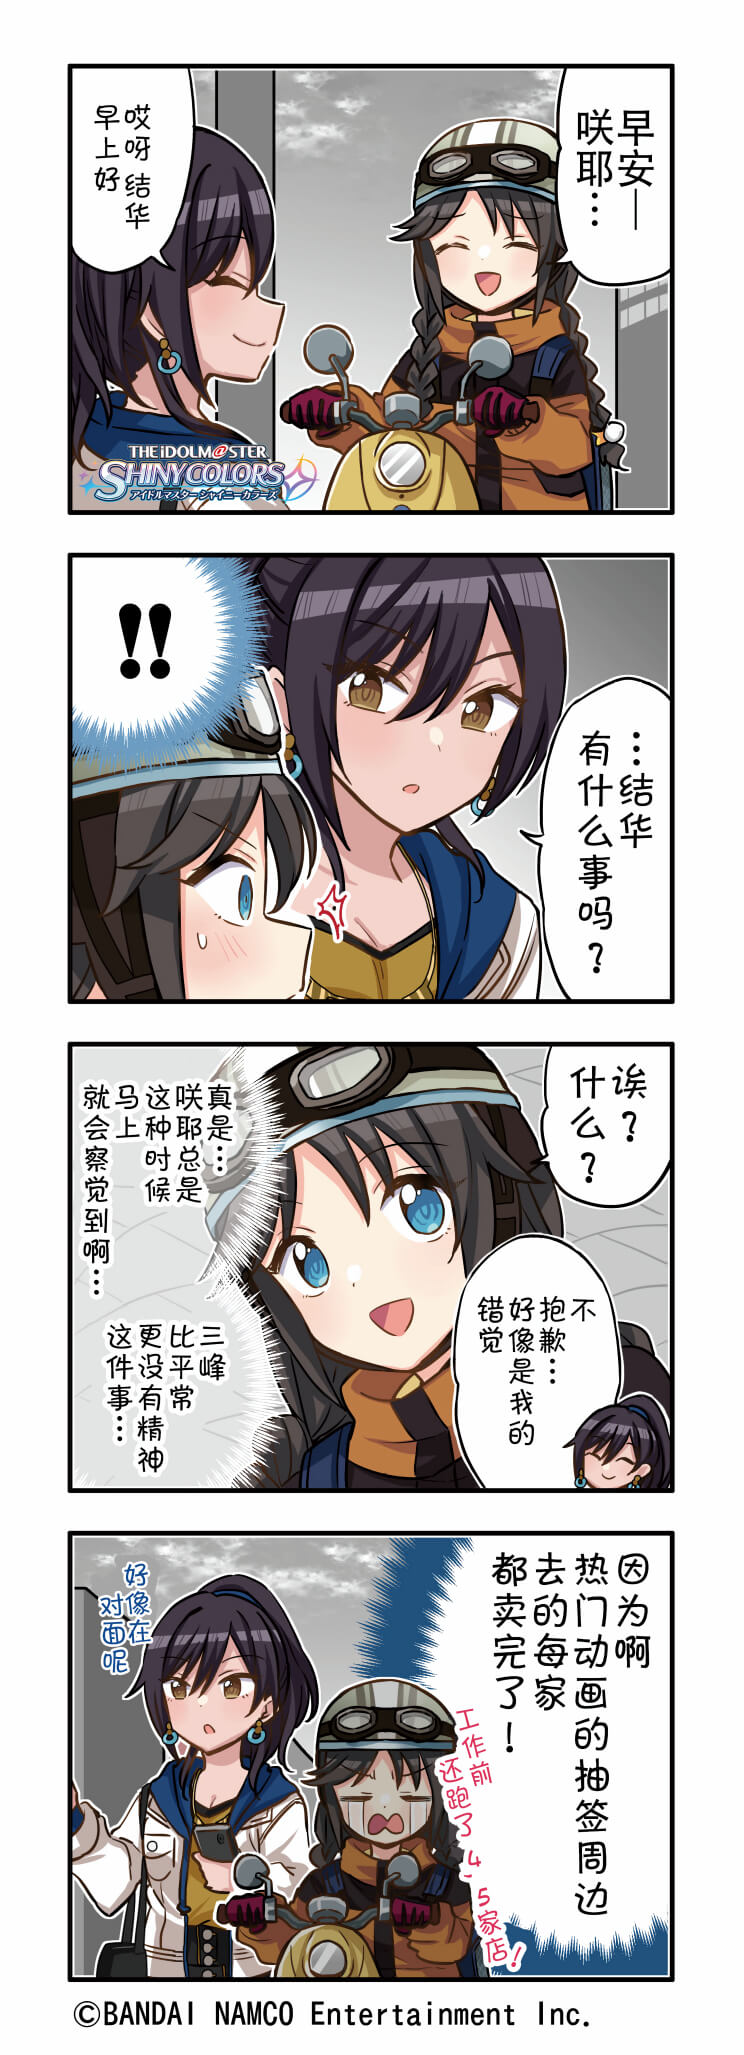 早安—
咲耶…
哎呀 结华
早上好
THE iDOLM@STER
SHINY COLORS
アイドルマスター シャイニーカラーズ
!!
…结华
有什么事吗？
诶？
什么？
真是…
咲耶总是
这种时候
马上
就会察觉到啊…
不
抱歉…
好像是我的
错觉
三峰
比平常
更没有精神
这件事…
因为啊
热门动画的抽签周边
去的每家
都卖完了！
工作前
还跑了4、5家店！
好像在
对面呢
©BANDAI NAMCO Entertainment Inc.